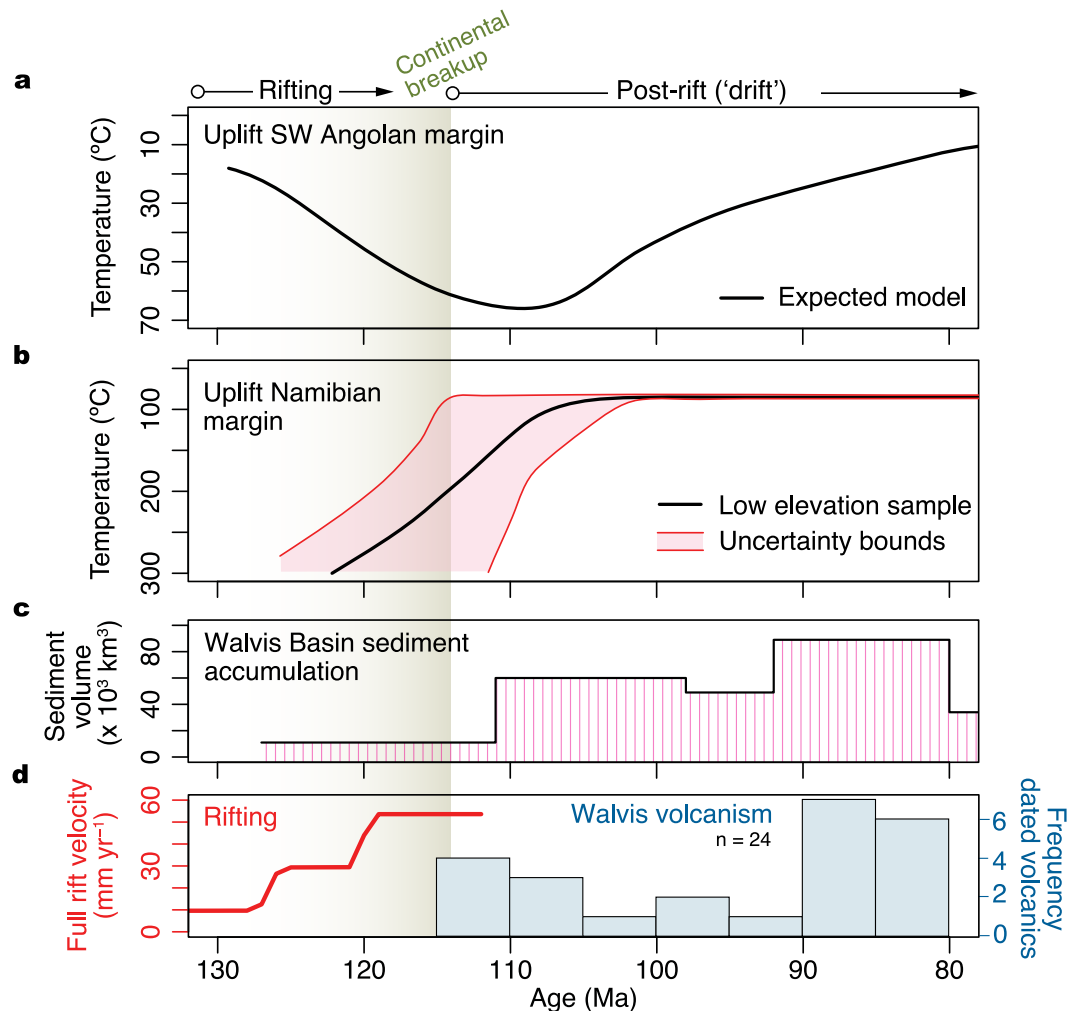 Continental
breakup
a
Rifting
Post-rift (‘drift’)
Uplift SW Angolan margin
Temperature (ºC)
10
30
50
70
Expected model
b
Uplift Namibian
margin
Temperature (ºC)
100
200
300
Low elevation sample
Uncertainty bounds
c
Walvis Basin sediment
accumulation
Sediment
volume
(x 10³ km³)
80
40
0
d
Rifting
Full rift velocity
(mm yr⁻¹)
60
30
0
Walvis volcanism
n = 24
Frequency
dated volcanics
6
4
2
0
130
120
110
100
90
80
Age (Ma)